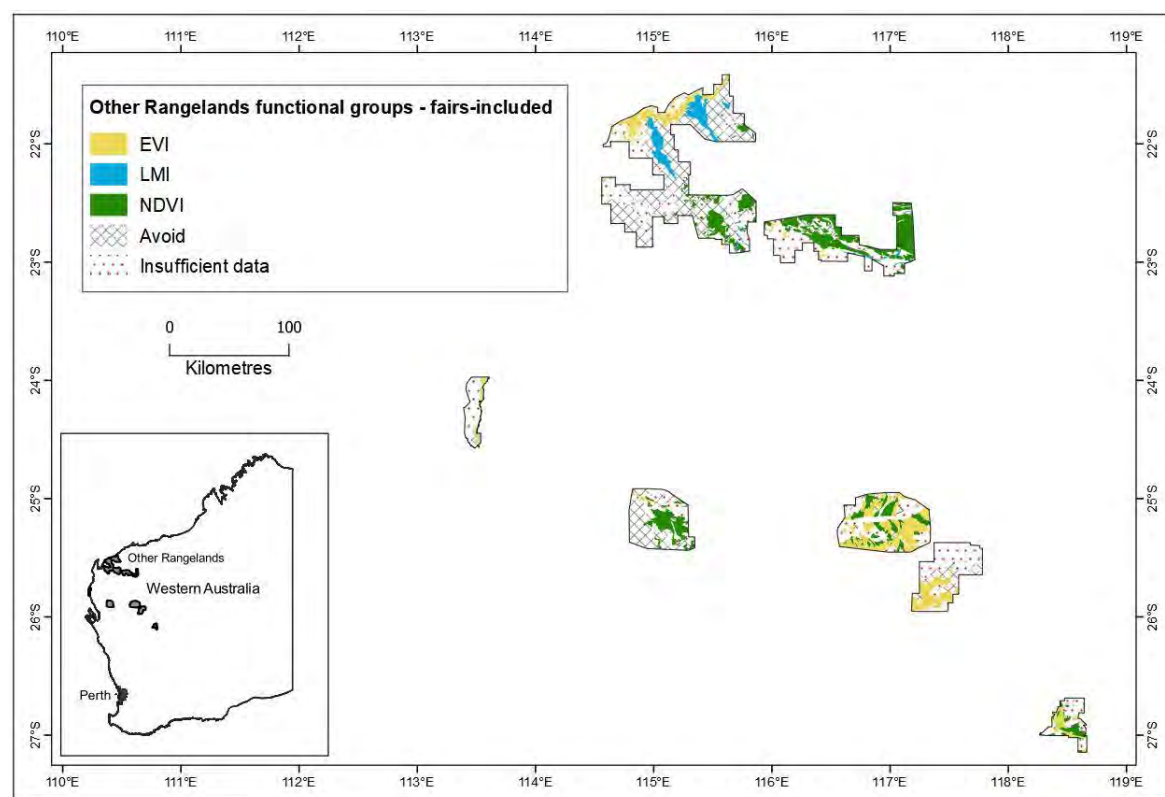 110°E 111°E 112°E 113°E 114°E 115°E 116°E 117°E 118°E 119°E
Other Rangelands functional groups - fairs-included
EVI
LMI
NDVI
Avoid
Insufficient data
0 100
Kilometres
22°S
23°S
24°S
25°S
26°S
27°S
22°S
23°S
24°S
25°S
26°S
27°S
Other Rangelands
Western Australia
Perth
110°E 111°E 112°E 113°E 114°E 115°E 116°E 117°E 118°E 119°E